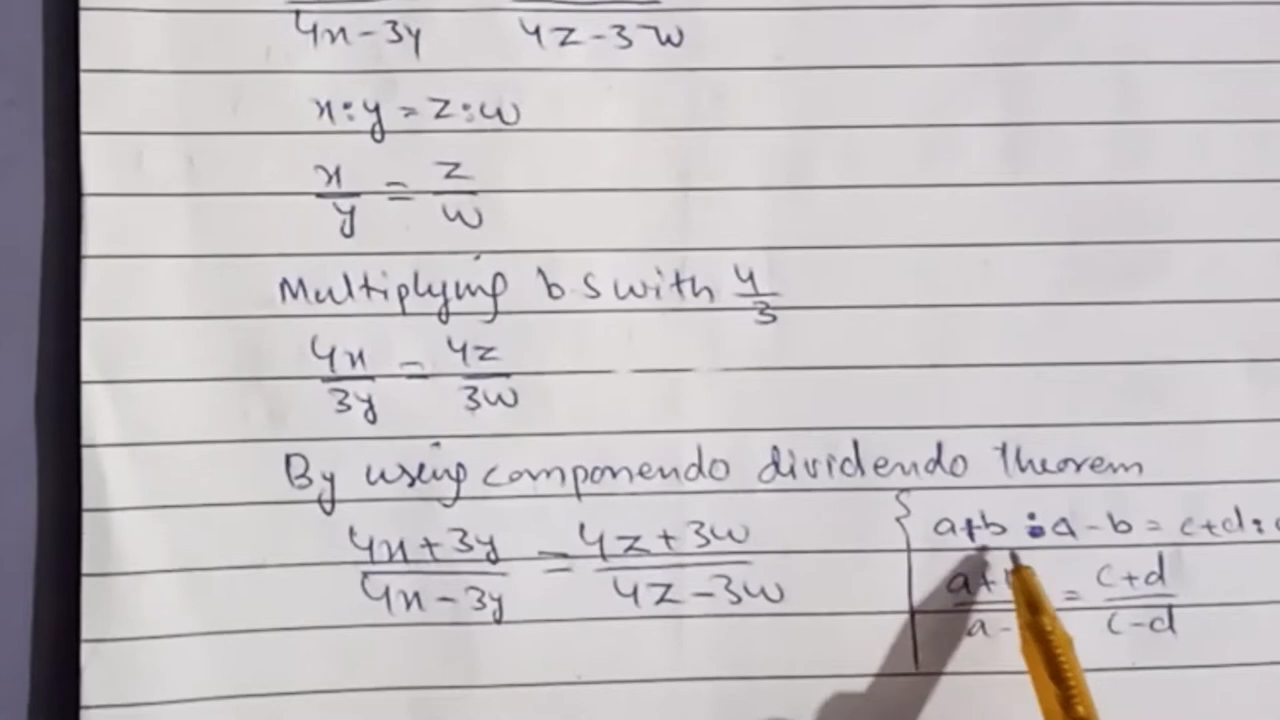 4x-3y 4z-3w
x:y=z:w
x/y = z/w
Multiplying b.s with 4/3
4x/3y = 4z/3w
By using componendo dividendo theorem
4x+3y/4x-3y = 4z+3w/4z-3w
a+b:a-b=c+d:
= c+d/c-d